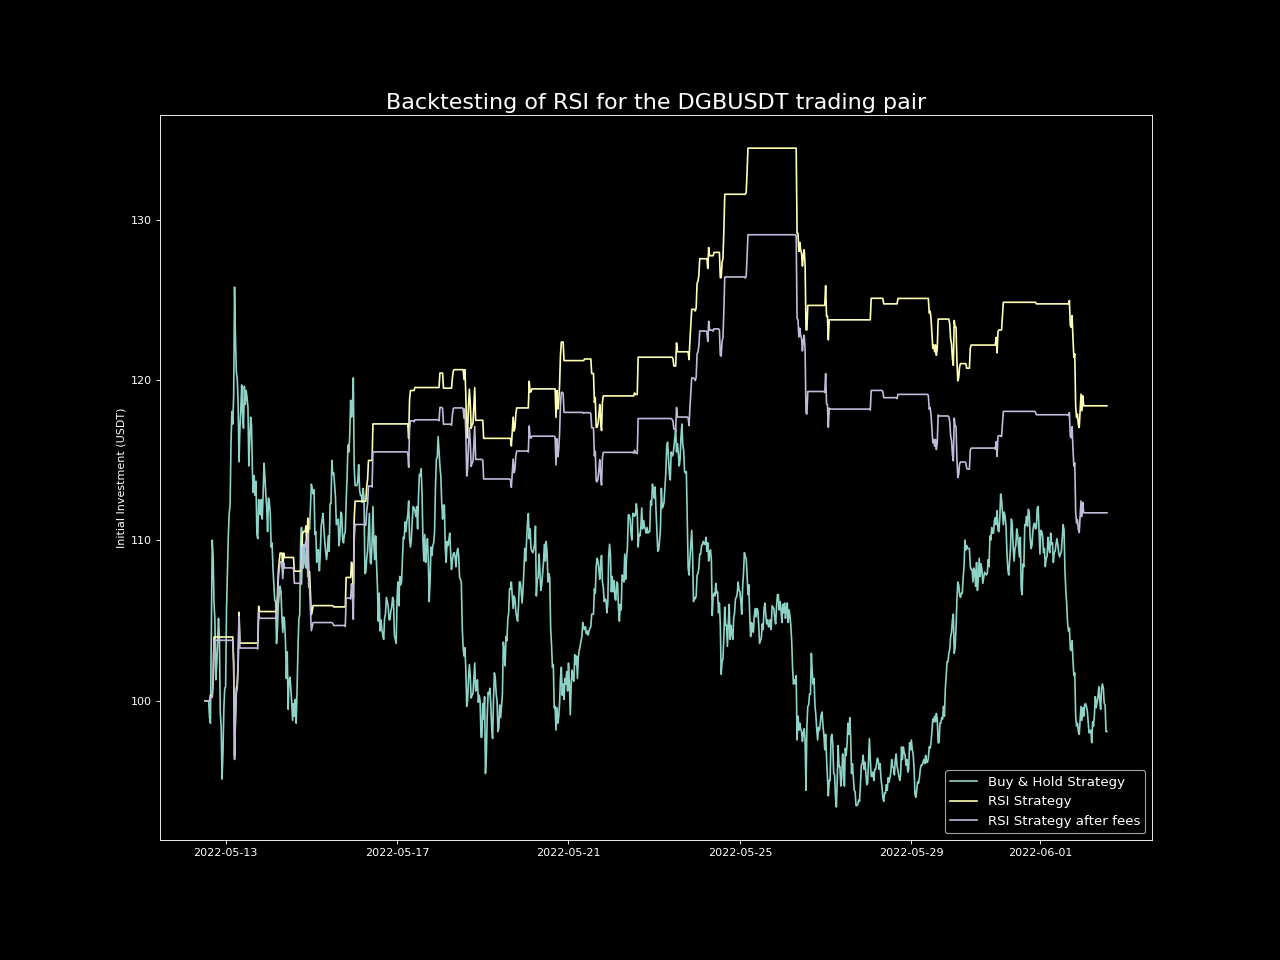 Backtesting of RSI for the DGBUSDT trading pair
Initial Investment (USDT)
130
120
110
100
2022-05-13
2022-05-17
2022-05-21
2022-05-25
2022-05-29
2022-06-01
Buy & Hold Strategy
RSI Strategy
RSI Strategy after fees